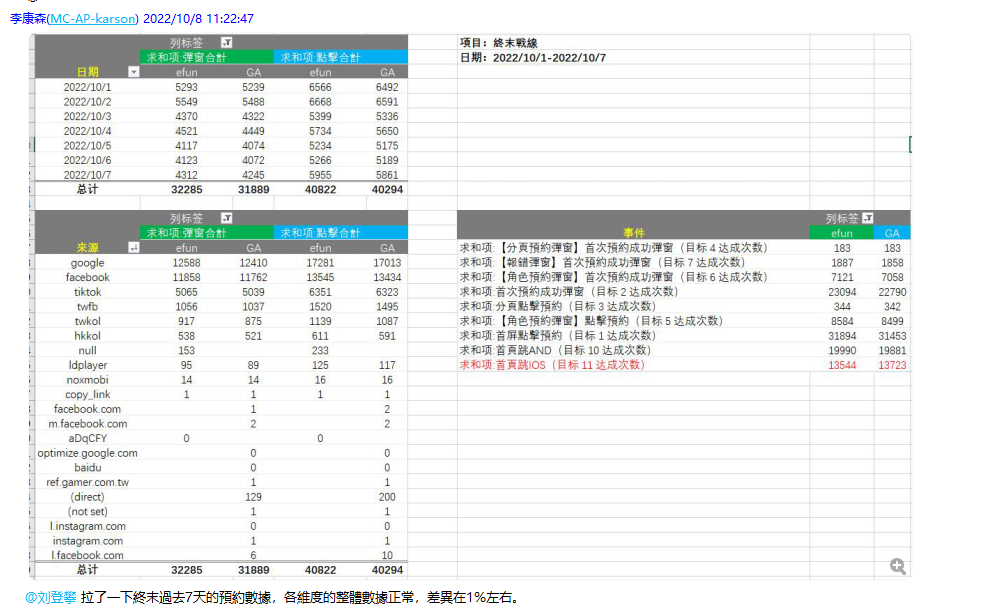 李康森(MC-AP-karson) 2022/10/8 11:22:47
列标签
求和项:彈窗合計 求和项:點擊合計
日期 efun GA efun GA
2022/10/1 5293 5239 6566 6492
2022/10/2 5549 5488 6668 6591
2022/10/3 4370 4322 5399 5336
2022/10/4 4521 4449 5734 5650
2022/10/5 4117 4074 5234 5175
2022/10/6 4123 4072 5266 5189
2022/10/7 4312 4245 5955 5861
总计 32285 31889 40822 40294
項目：終末戰線
日期：2022/10/1-2022/10/7
列标签
求和项:彈窗合計 求和项:點擊合計
來源 efun GA efun GA
google 12588 12410 17281 17013
facebook 11858 11762 13545 13434
tiktok 5065 5039 6351 6323
twfb 1056 1037 1520 1495
twkol 917 875 1139 1087
hkkol 538 521 611 591
null 153 233
ldplayer 95 89 125 117
noxmobi 14 14 16 16
copy_link 1 1 1 1
facebook.com 1 2
m.facebook.com 2 2
aDqCFY 0 0
optimize.google.com 0 0
baidu 0 0
ref.gamer.com.tw 1 1
(direct) 129 200
(not set) 1 1
l.instagram.com 0 0
instagram.com 1 1
l.facebook.com 6 10
总计 32285 31889 40822 40294
列标签
事件 efun GA
求和项:【分頁預約彈窗】首次預約成功彈窗（目标 4 达成次数） 183 183
求和项:【報錯彈窗】首次預約成功彈窗（目标 7 达成次数） 1887 1858
求和项:【角色預約彈窗】首次預約成功彈窗（目标 6 达成次数） 7121 7058
求和项:首次預約成功彈窗（目标 2 达成次数） 23094 22790
求和项:分頁點擊預約（目标 3 达成次数） 344 342
求和项:【角色預約彈窗】點擊預約（目标 5 达成次数） 8584 8499
求和项:首屏點擊預約（目标 1 达成次数） 31894 31453
求和项:首頁跳AND（目标 10 达成次数） 19990 19881
求和项:首頁跳IOS（目标 11 达成次数） 13544 13723
@刘登攀 拉了一下終末過去7天的預約數據，各維度的整體數據正常，差異在1%左右。